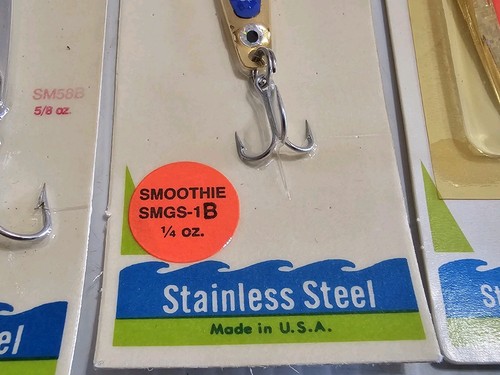 SM58B
5/8 oz.
SMOOTHIE
SMGS-1B
1/4 oz.
Stainless Steel
Made in U.S.A.
el
St